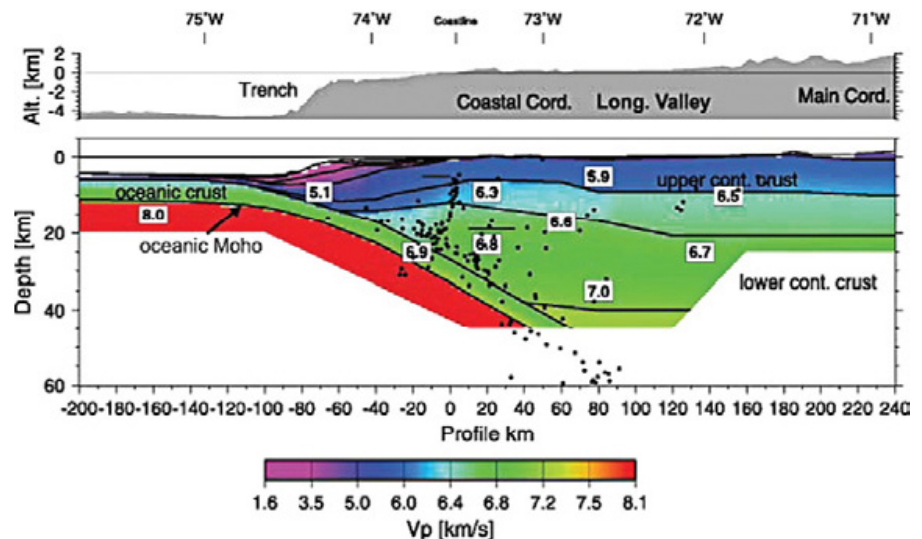 75°W 74°W Coastline 73°W 72°W 71°W
Alt. [km]
2
0
-2
-4
Trench
Coastal Cord. Long. Valley Main Cord.
Depth [km]
0
20
40
60
oceanic crust
8.0
oceanic Moho
5.1
6.3
5.9
upper cont. crust
6.5
6.6
6.9
6.8
6.7
7.0
lower cont. crust
-200-180-160-140-120-100 -80 -60 -40 -20 0 20 40 60 80 100 120 140 160 180 200 220 240
Profile km
1.6 3.5 5.0 6.0 6.4 6.8 7.2 7.5 8.1
Vp [km/s]